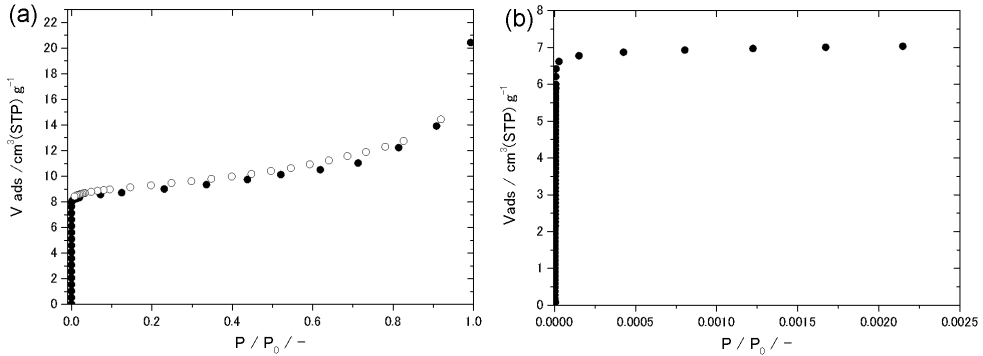 (a)
22
20
18
16
14
12
10
8
6
4
2
0
V ads / cm³(STP) g⁻¹
0.0 0.2 0.4 0.6 0.8 1.0
P / P₀ / −
(b)
8
7
6
5
4
3
2
1
0
Vads / cm³(STP) g⁻¹
0.0000 0.0005 0.0010 0.0015 0.0020 0.0025
P / P₀ / −